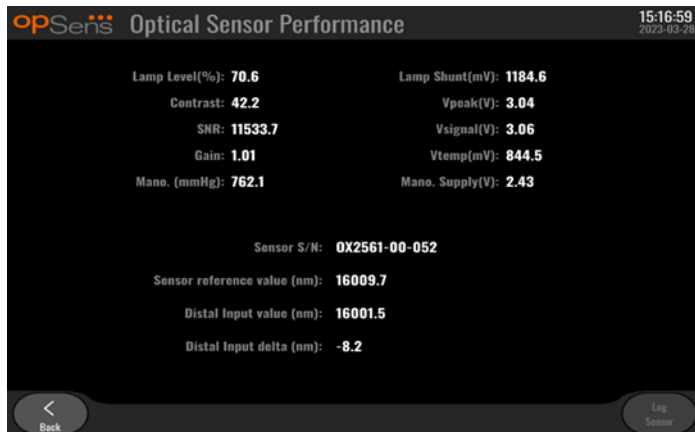 opSens Optical Sensor Performance 15:16:59
2023-03-28
Lamp Level(%): 70.6 Lamp Shunt(mV): 1184.6
Contrast: 42.2 Vpeak(V): 3.04
SNR: 11533.7 Vsignal(V): 3.06
Gain: 1.01 Vtemp(mV): 844.5
Mano. (mmHg): 762.1 Mano. Supply(V): 2.43
Sensor S/N: OX2561-00-052
Sensor reference value (nm): 16009.7
Distal Input value (nm): 16001.5
Distal Input delta (nm): -8.2
Back
Log
Sensor